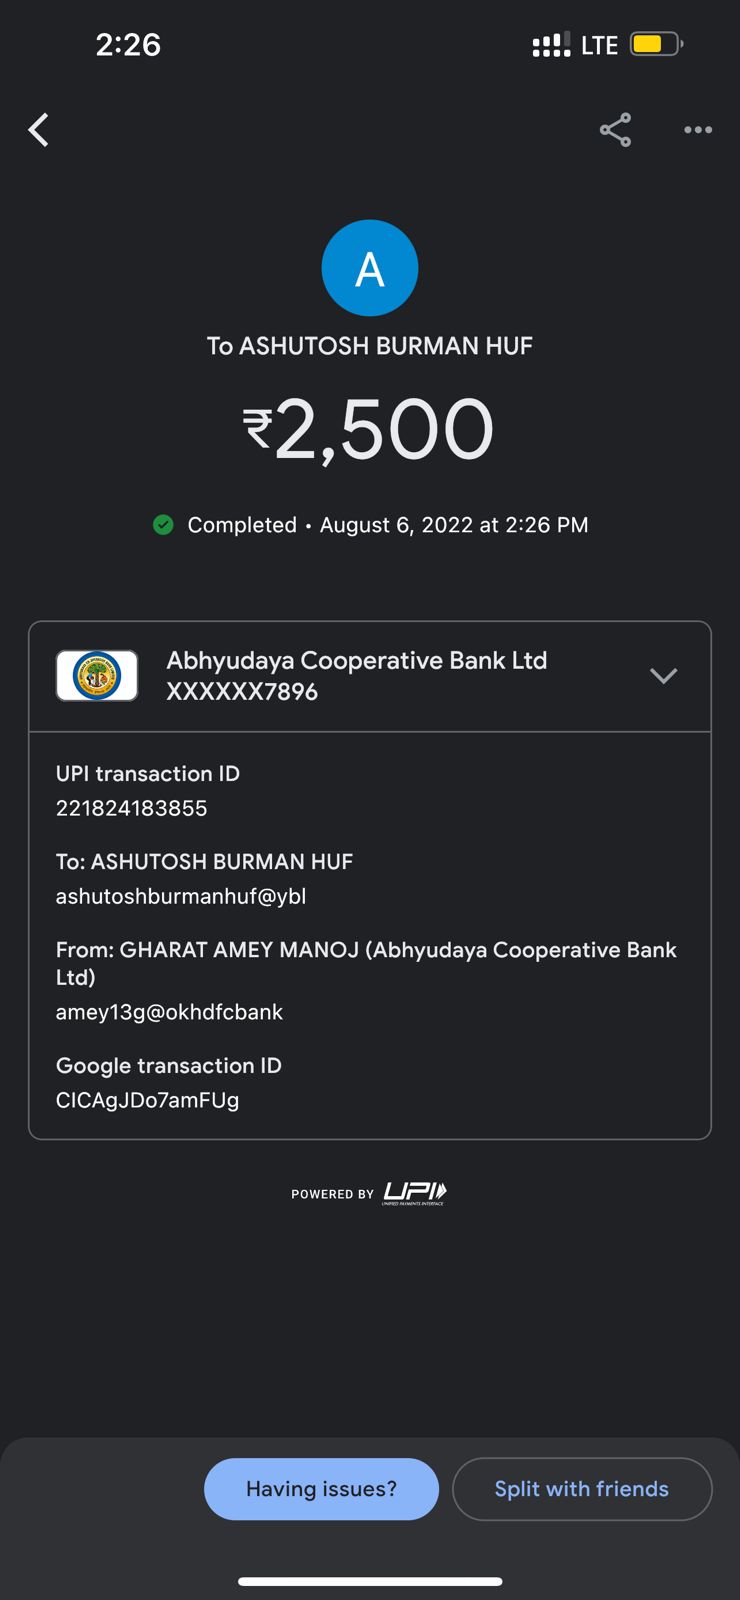 2:26
LTE
A
To ASHUTOSH BURMAN HUF
₹2,500
Completed • August 6, 2022 at 2:26 PM
Abhyudaya Cooperative Bank Ltd
XXXXXX7896
UPI transaction ID
221824183855
To: ASHUTOSH BURMAN HUF
ashutoshburmanhuf@ybl
From: GHARAT AMEY MANOJ (Abhyudaya Cooperative Bank
Ltd)
amey13g@okhdfcbank
Google transaction ID
CICAgJDo7amFUg
POWERED BY UPI
UNIFIED PAYMENTS INTERFACE
Having issues?
Split with friends